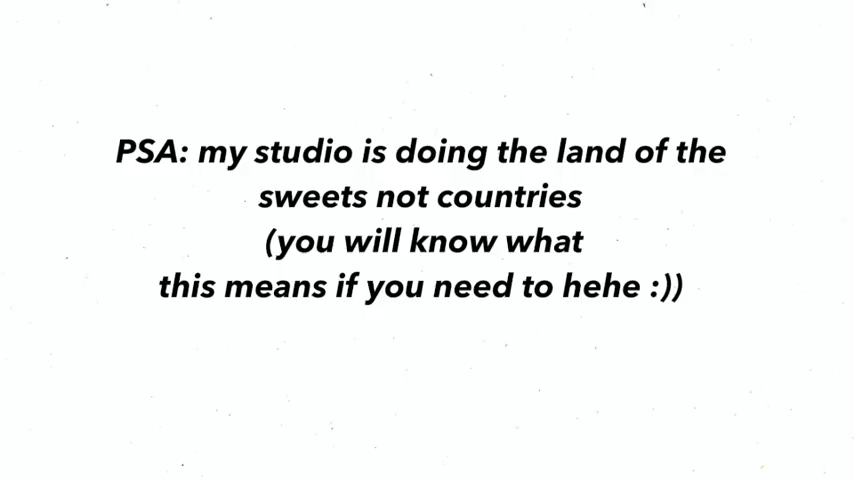 PSA: my studio is doing the land of the
sweets not countries
(you will know what
this means if you need to hehe :))